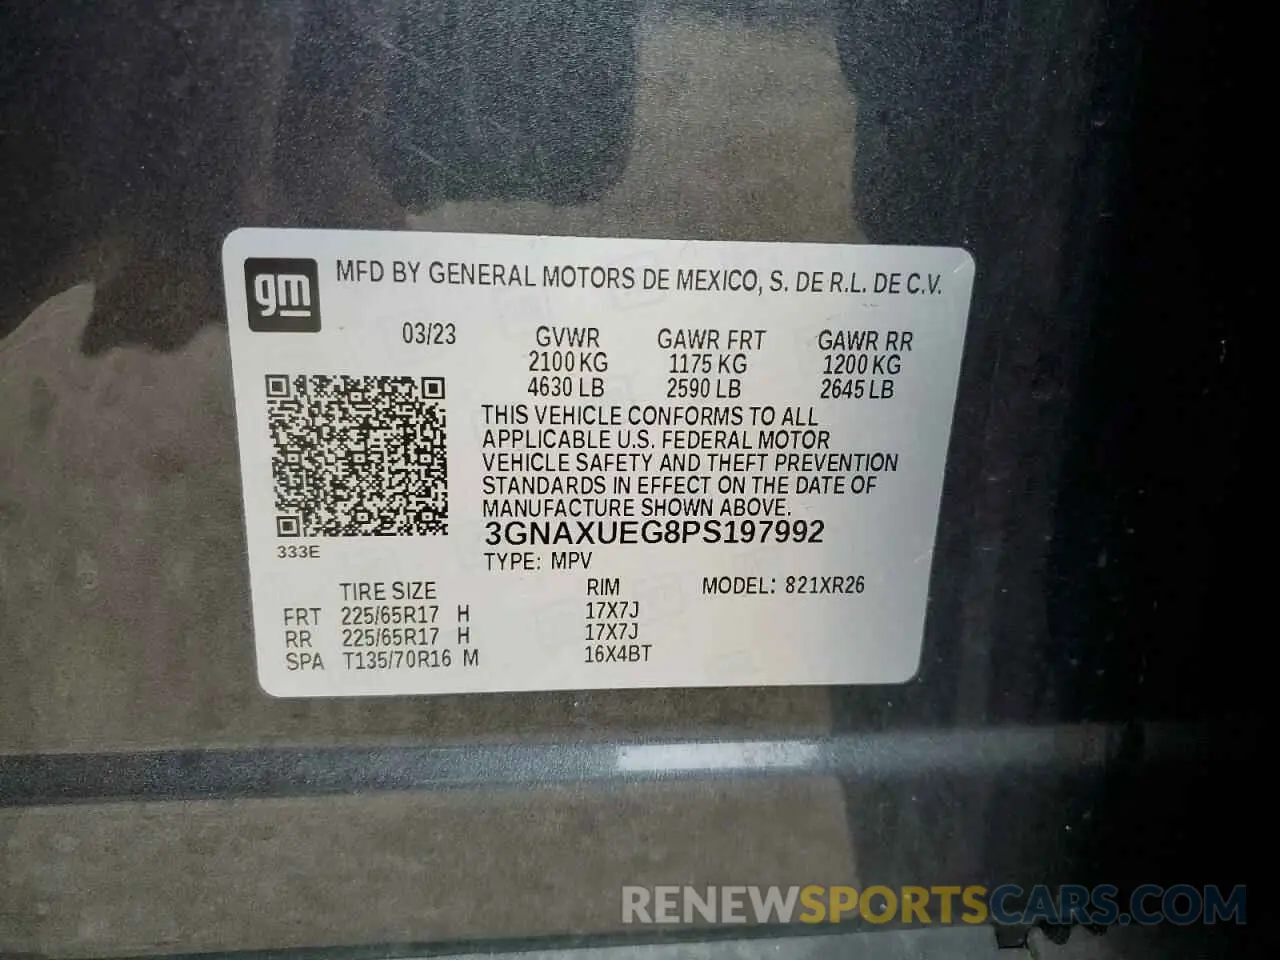 gm
MFD BY GENERAL MOTORS DE MEXICO, S. DE R.L. DE C.V.
03/23 GVWR GAWR FRT GAWR RR
2100 KG 1175 KG 1200 KG
4630 LB 2590 LB 2645 LB
THIS VEHICLE CONFORMS TO ALL
APPLICABLE U.S. FEDERAL MOTOR
VEHICLE SAFETY AND THEFT PREVENTION
STANDARDS IN EFFECT ON THE DATE OF
MANUFACTURE SHOWN ABOVE.
3GNAXUEG8PS197992
333E
TYPE: MPV
TIRE SIZE RIM MODEL: 821XR26
FRT 225/65R17 H 17X7J
RR 225/65R17 H 17X7J
SPA T135/70R16 M 16X4BT
RENEWSPORTSCARS.COM